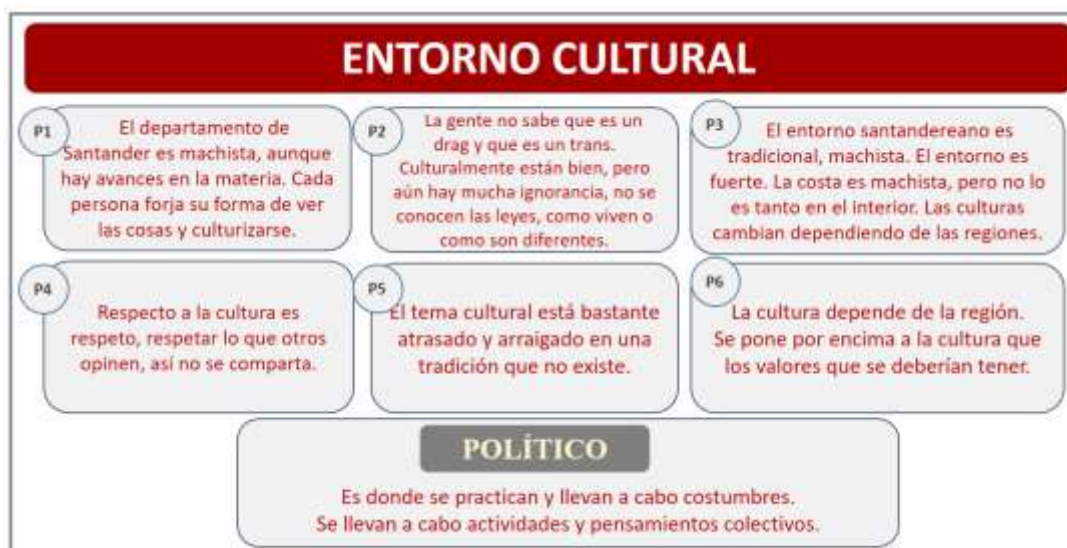 ENTORNO CULTURAL
P1
El departamento de
Santander es machista, aunque
hay avances en la materia. Cada
persona forja su forma de ver
las cosas y culturizarse.
P2
La gente no sabe que es un
drag y que es un trans.
Culturalmente están bien, pero
aún hay mucha ignorancia, no se
conocen las leyes, como viven o
como son diferentes.
P3
El entorno santandereano es
tradicional, machista. El entorno es
fuerte. La costa es machista, pero no lo
es tanto en el interior. Las culturas
cambian dependiendo de las regiones.
P4
Respecto a la cultura es
respeto, respetar lo que otros
opinen, así no se comparta.
P5
El tema cultural está bastante
atrasado y arraigado en una
tradición que no existe.
P6
La cultura depende de la región.
Se pone por encima a la cultura que
los valores que se deberían tener.
POLÍTICO
Es donde se practican y llevan a cabo costumbres.
Se llevan a cabo actividades y pensamientos colectivos.